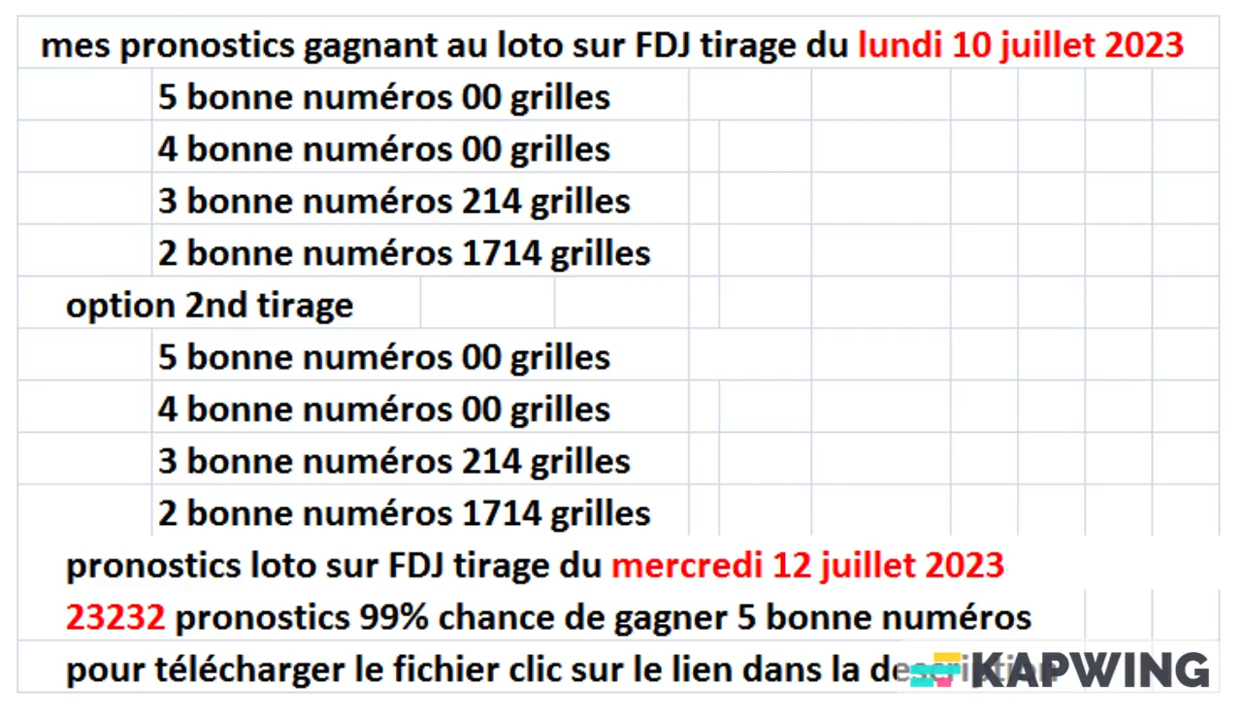 mes pronostics gagnant au loto sur FDJ tirage du lundi 10 juillet 2023
5 bonne numéros 00 grilles
4 bonne numéros 00 grilles
3 bonne numéros 214 grilles
2 bonne numéros 1714 grilles
option 2nd tirage
5 bonne numéros 00 grilles
4 bonne numéros 00 grilles
3 bonne numéros 214 grilles
2 bonne numéros 1714 grilles
pronostics loto sur FDJ tirage du mercredi 12 juillet 2023
23232 pronostics 99% chance de gagner 5 bonne numéros
pour télécharger le fichier clic sur le lien dans la description
KAPWING